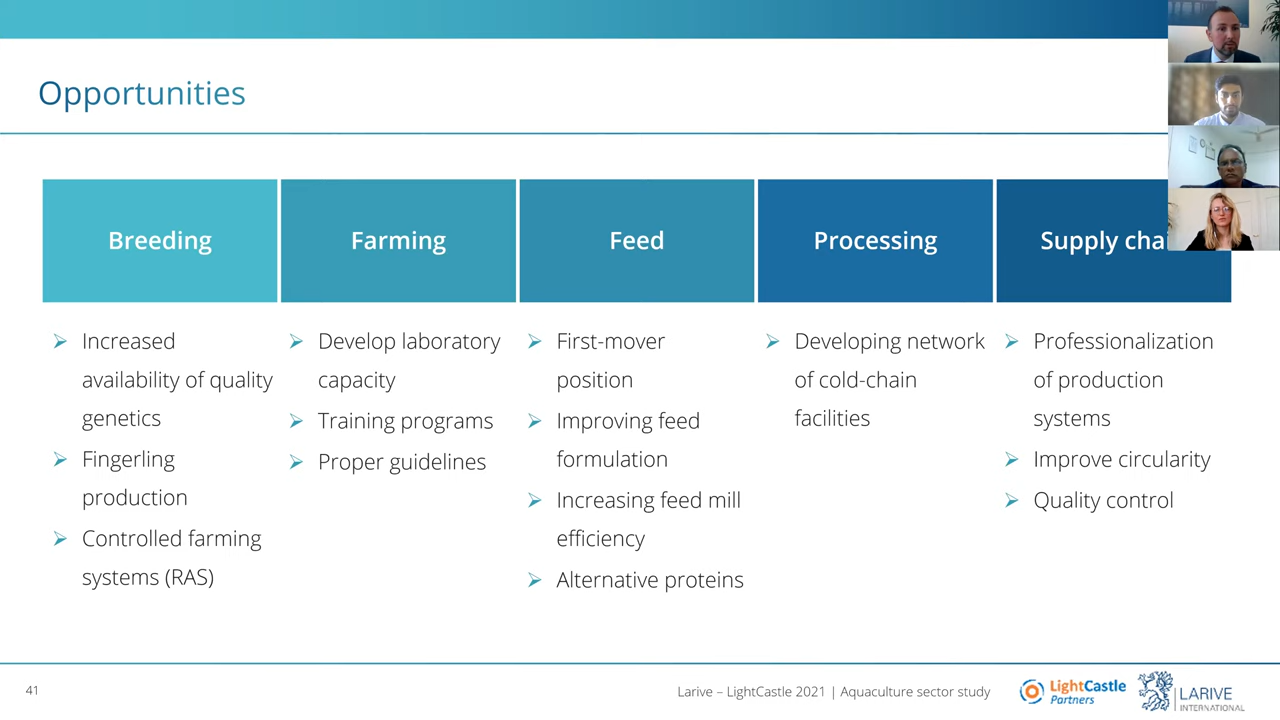 Opportunities
Breeding
Farming
Feed
Processing
Supply
Increased
availability of quality
genetics
Fingerling
production
Controlled farming
systems (RAS)
Develop laboratory
capacity
Training programs
Proper guidelines
First-mover
position
Improving feed
formulation
Increasing feed mill
efficiency
Alternative proteins
Developing network
of cold-chain
facilities
Professionalization
of production
systems
Improve circularity
Quality control
41
Larive – LightCastle 2021 | Aquaculture sector study
LightCastle
Partners
LARIVE
INTERNATIONAL